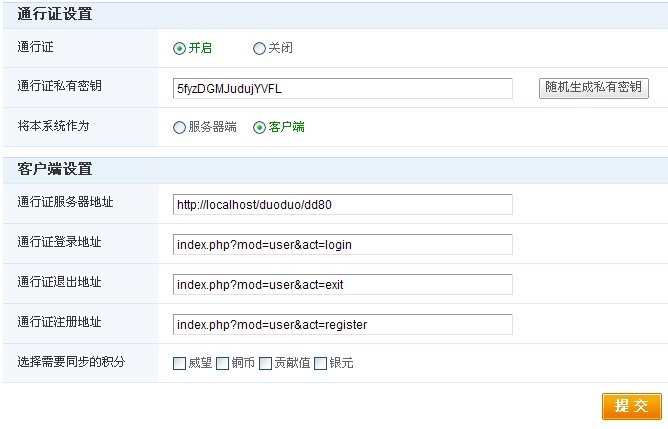 通行证设置
通行证 开启 关闭
通行证私有密钥 5fyzDGMJudujYVFL 随机生成私有密钥
将本系统作为 服务器端 客户端
客户端设置
通行证服务器地址 http://localhost/duoduo/dd80
通行证登录地址 index.php?mod=user&act=login
通行证退出地址 index.php?mod=user&act=exit
通行证注册地址 index.php?mod=user&act=register
选择需要同步的积分 威望 铜币 贡献值 银元
提 交